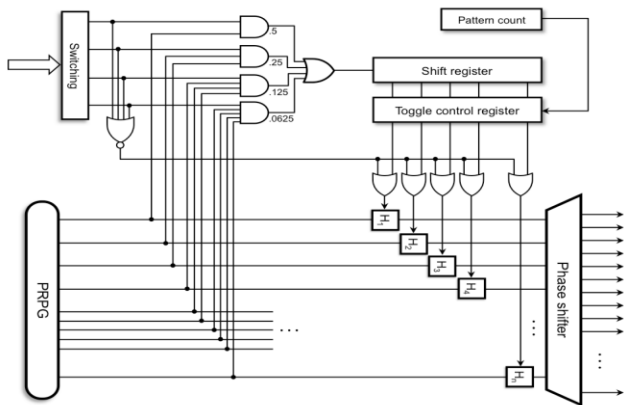 Switching
.5
.25
.125
.0625
Pattern count
Shift register
Toggle control register
PRPG
H1
H2
H3
H4
Hn
Phase shifter
. . .
. . .
. . .